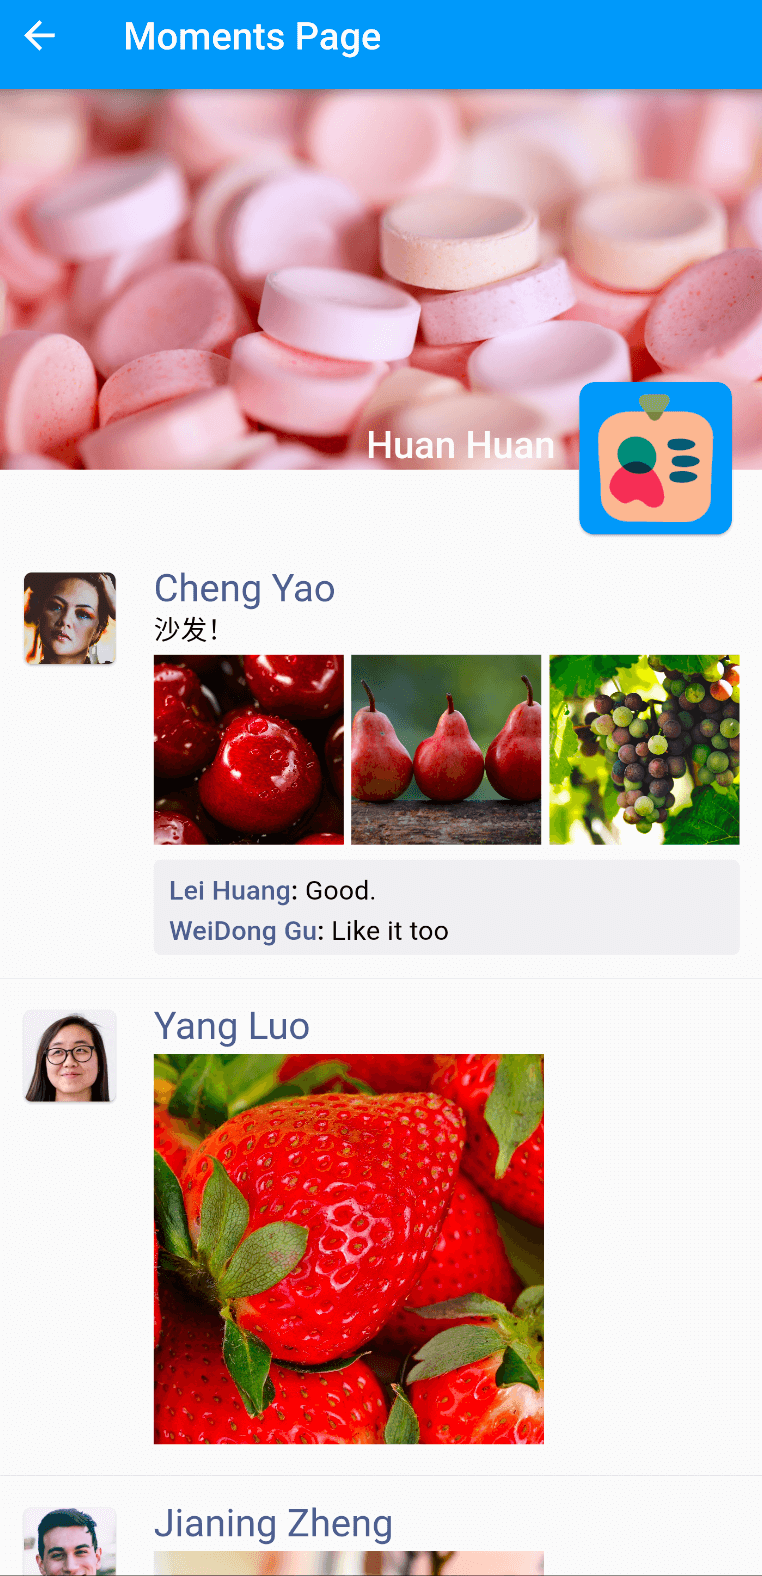 Moments Page
Huan Huan
Cheng Yao
沙发！
Lei Huang: Good.
WeiDong Gu: Like it too
Yang Luo
Jianing Zheng